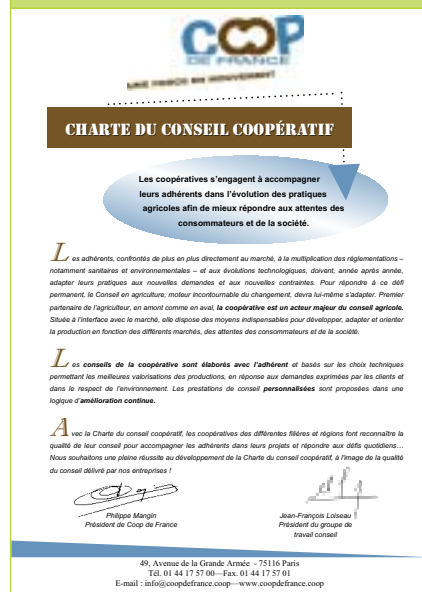 COOP
DE FRANCE
UNE FORCE EN MOUVEMENT
CHARTE DU CONSEIL COOPÉRATIF
Les coopératives s'engagent à accompagner
leurs adhérents dans l'évolution des pratiques
agricoles afin de mieux répondre aux attentes des
consommateurs et de la société.
Les adhérents, confrontés de plus en plus directement au marché, à la multiplication des réglementations –
notamment sanitaires et environnementales – et aux évolutions technologiques, doivent, année après année,
adapter leurs pratiques aux nouvelles demandes et aux nouvelles contraintes. Pour répondre à ce défi
permanent, le Conseil en agriculture, moteur incontournable du changement, devra lui-même s'adapter. Premier
partenaire de l'agriculteur, en amont comme en aval, la coopérative est un acteur majeur du conseil agricole.
Située à l'interface avec le marché, elle dispose des moyens indispensables pour développer, adapter et orienter
la production en fonction des différents marchés, des attentes des consommateurs et de la société.
Les conseils de la coopérative sont élaborés avec l'adhérent et basés sur les choix techniques
permettant les meilleures valorisations des productions, en réponse aux demandes exprimées par les clients et
dans le respect de l'environnement. Les prestations de conseil personnalisées sont proposées dans une
logique d'amélioration continue.
Avec la Charte du conseil coopératif, les coopératives des différentes filières et régions font reconnaître la
qualité de leur conseil pour accompagner les adhérents dans leurs projets et répondre aux défis quotidiens…
Nous souhaitons une pleine réussite au développement de la Charte du conseil coopératif, à l'image de la qualité
du conseil délivré par nos entreprises !
Philippe Mangin
Président de Coop de France
Jean-François Loiseau
Président du groupe de
travail conseil
49, Avenue de la Grande Armée - 75116 Paris
Tél. 01 44 17 57 00—Fax. 01 44 17 57 01
E-mail : info@coopdefrance.coop—www.coopdefrance.coop